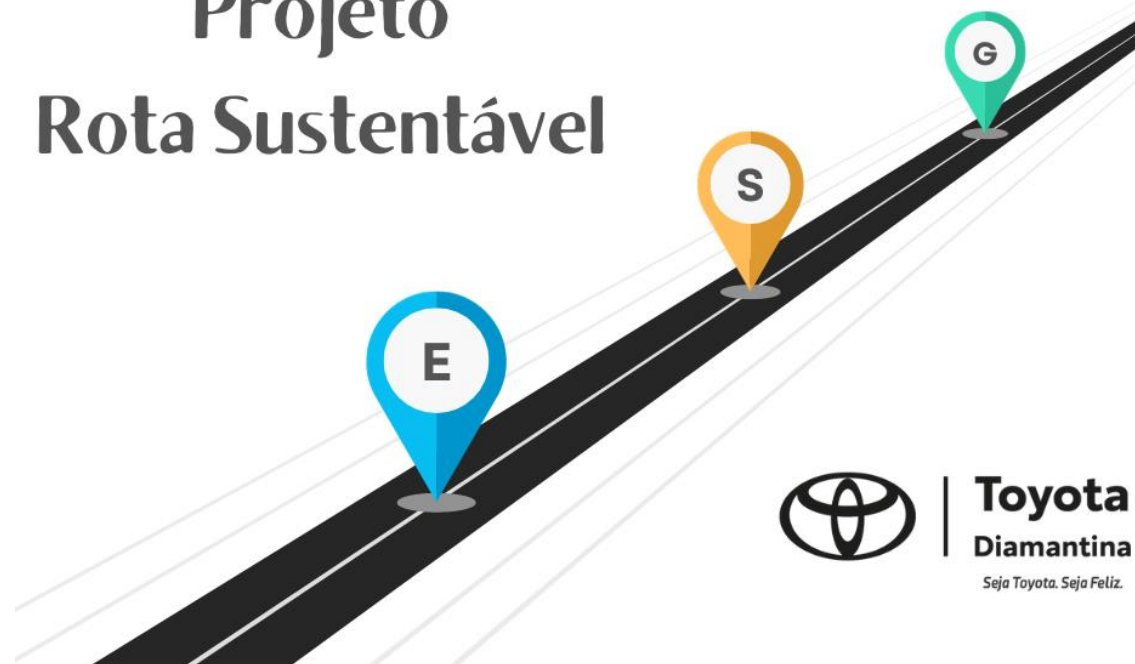 Projeto
Rota Sustentável
G
S
E
Toyota
Diamantina
Seja Toyota. Seja Feliz.